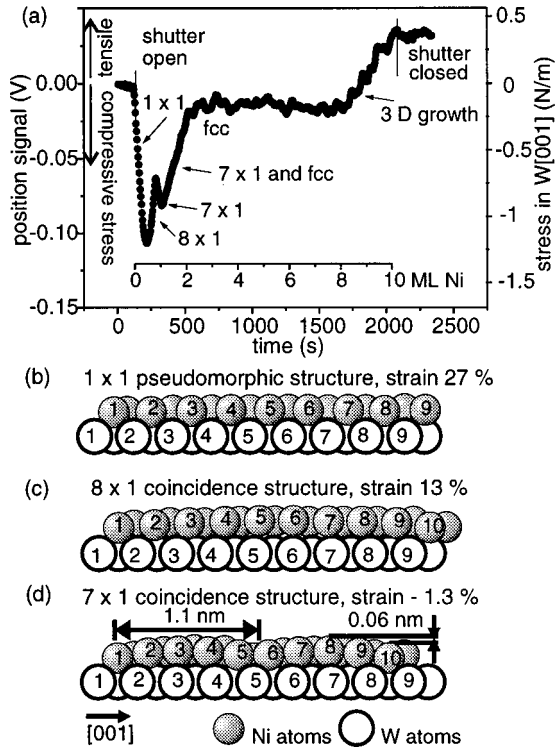 (a)
shutter open
shutter closed
tensile
compressive stress
position signal (V)
0.00
-0.05
-0.10
-0.15
1 x 1
8 x 1
7 x 1
7 x 1 and fcc
fcc
3 D growth
0.5
0
-0.5
-1
-1.5
stress in W[001] (N/m)
0 2 4 6 8 10 ML Ni
0 500 1000 1500 2000 2500
time (s)
(b)
1 x 1 pseudomorphic structure, strain 27 %
1 2 3 4 5 6 7 8 9
1 2 3 4 5 6 7 8 9
(c)
8 x 1 coincidence structure, strain 13 %
1 2 3 4 5 6 7 8 9 10
1 2 3 4 5 6 7 8 9
(d)
7 x 1 coincidence structure, strain - 1.3 %
1.1 nm
0.06 nm
1 2 3 4 5 6 7 8 9 10
1 2 3 4 5 6 7 8 9
[001]
Ni atoms
W atoms